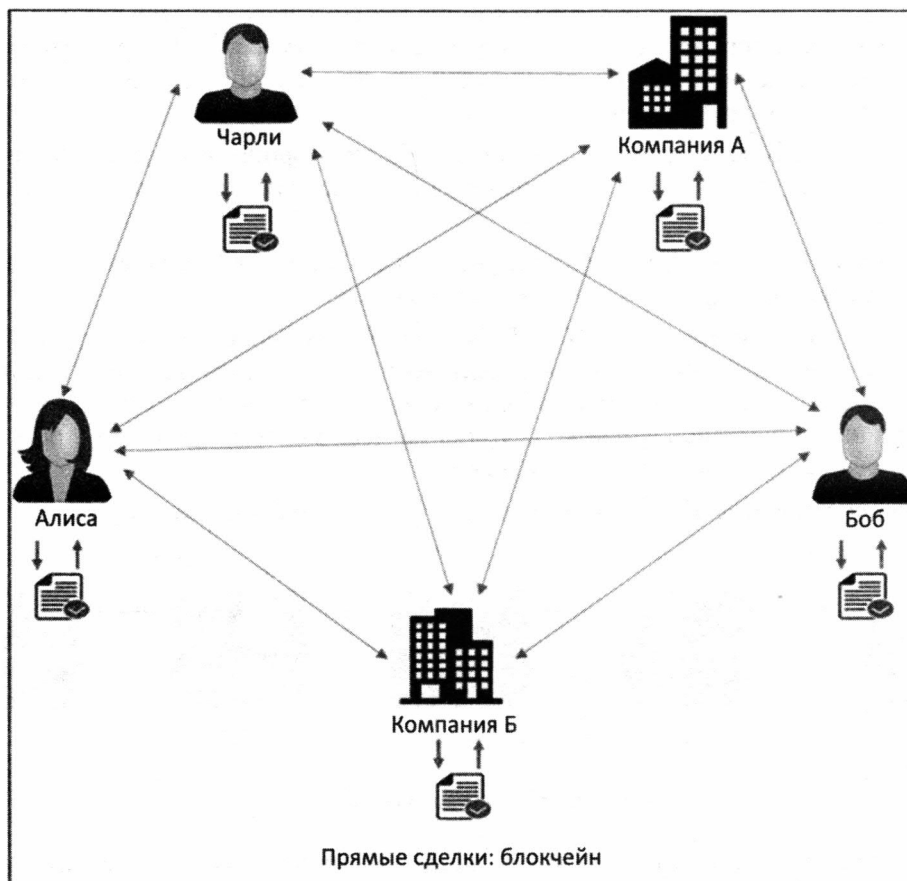 Чарли
Компания А
Алиса
Боб
Компания Б
Прямые сделки: блокчейн